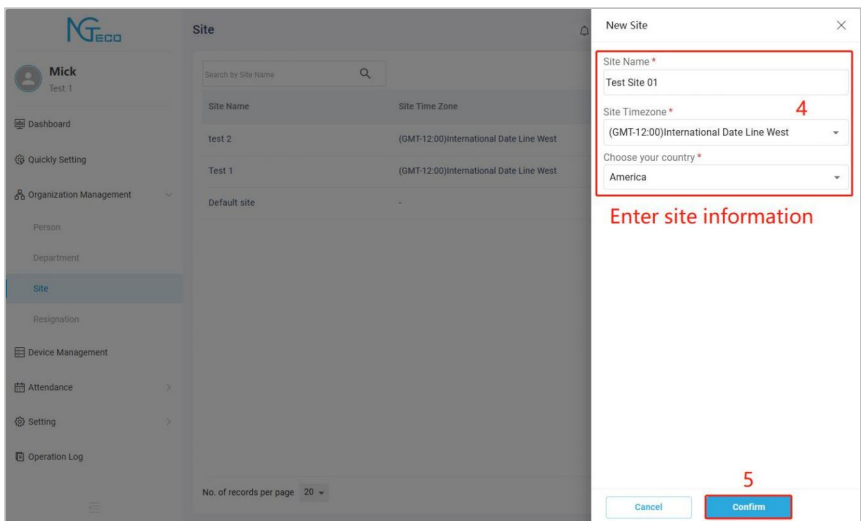 NGTECO
Site
New Site
Mick
Test 1
Search by Site Name
Site Name *
Test Site 01
4
Site Name
Site Time Zone
Site Timezone *
(GMT-12:00)International Date Line West
Dashboard
test 2
(GMT-12:00)International Date Line West
Choose your country *
America
Quickly Setting
Test 1
(GMT-12:00)International Date Line West
Organization Management
Default site
-
Enter site information
Person
Department
Site
Resignation
Device Management
Attendance
Setting
Operation Log
No. of records per page 20
5
Cancel
Confirm